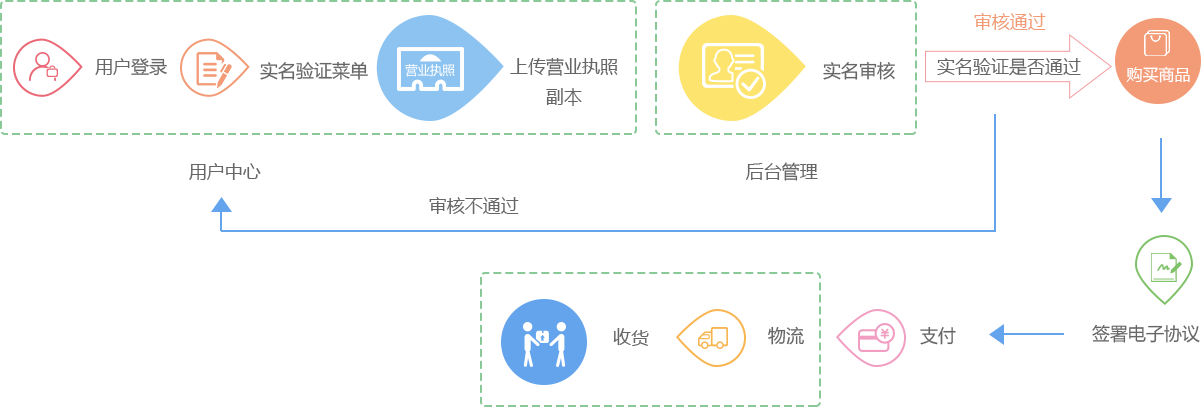 用户登录
实名验证菜单
营业执照
上传营业执照
副本
实名审核
审核通过
实名验证是否通过
购买商品
用户中心
后台管理
审核不通过
收货
物流
支付
签署电子协议